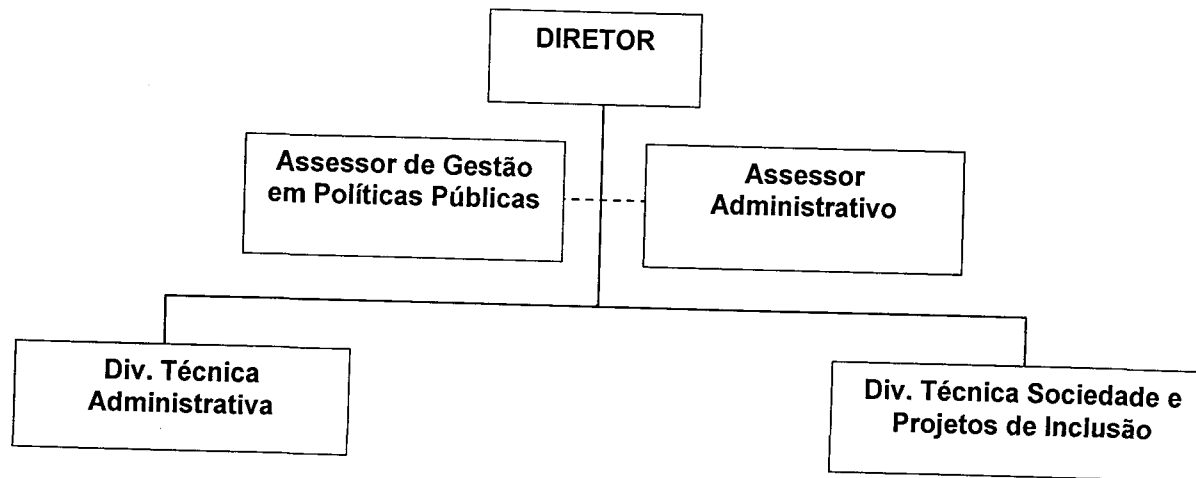 DIRETOR
Assessor de Gestão
em Políticas Públicas
Assessor
Administrativo
Div. Técnica
Administrativa
Div. Técnica Sociedade e
Projetos de Inclusão